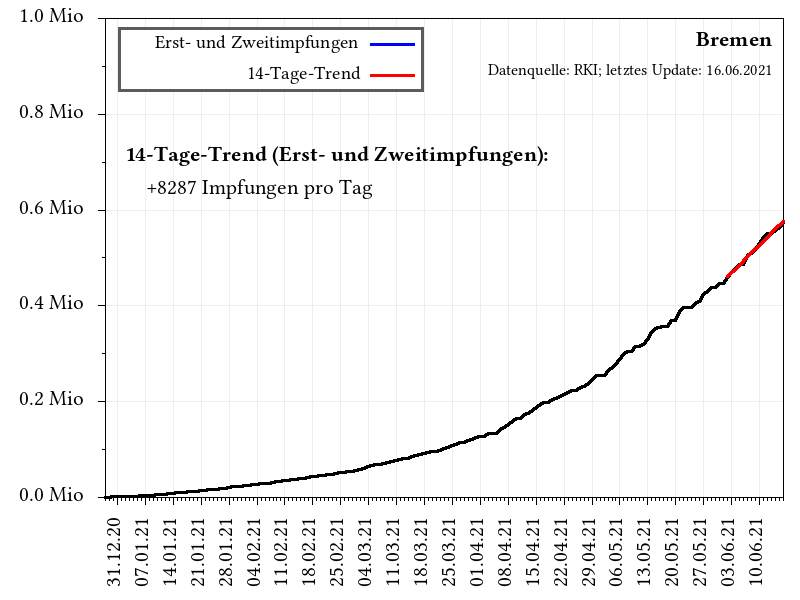 1.0 Mio
0.8 Mio
0.6 Mio
0.4 Mio
0.2 Mio
0.0 Mio
Erst- und Zweitimpfungen
14-Tage-Trend
Bremen
Datenquelle: RKI; letztes Update: 16.06.2021
14-Tage-Trend (Erst- und Zweitimpfungen):
+8287 Impfungen pro Tag
31.12.20
07.01.21
14.01.21
21.01.21
28.01.21
04.02.21
11.02.21
18.02.21
25.02.21
04.03.21
11.03.21
18.03.21
25.03.21
01.04.21
08.04.21
15.04.21
22.04.21
29.04.21
06.05.21
13.05.21
20.05.21
27.05.21
03.06.21
10.06.21